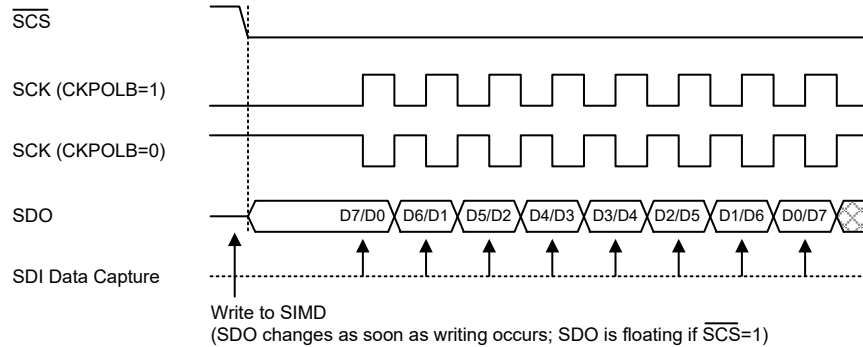 SCS
SCK (CKPOLB=1)
SCK (CKPOLB=0)
SDO
D7/D0 D6/D1 D5/D2 D4/D3 D3/D4 D2/D5 D1/D6 D0/D7
SDI Data Capture
Write to SIMD
(SDO changes as soon as writing occurs; SDO is floating if SCS=1)